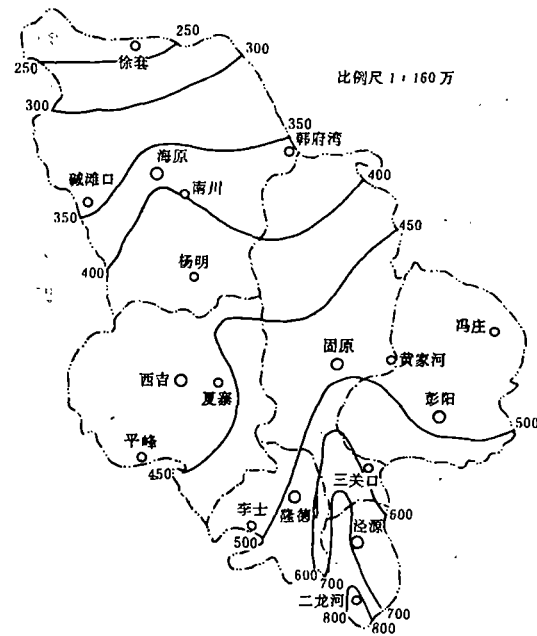 250
徐套
250
300
比例尺 1:160万
300
350
韩府湾
海原
碱滩口
南川
400
350
450
400
杨明
冯庄
固原
黄家河
西吉
夏寨
彭阳
500
平峰
450
三关口
李士
隆德
600
500
泾源
600
700
二龙河
700
800
800